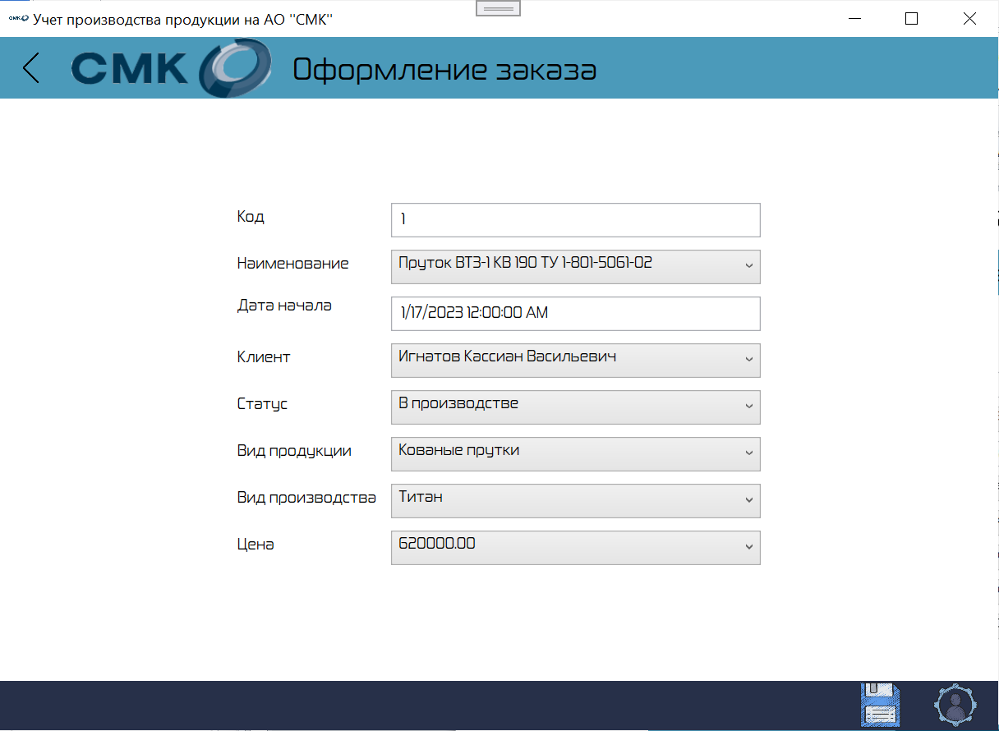 СМК Учет производства продукции на АО "СМК"
СМК Оформление заказа
Код 1
Наименование Пруток ВТ3-1 КВ 190 ТУ 1-801-5061-02
Дата начала 1/17/2023 12:00:00 AM
Клиент Игнатов Кассиан Васильевич
Статус В производстве
Вид продукции Кованые прутки
Вид производства Титан
Цена 620000.00